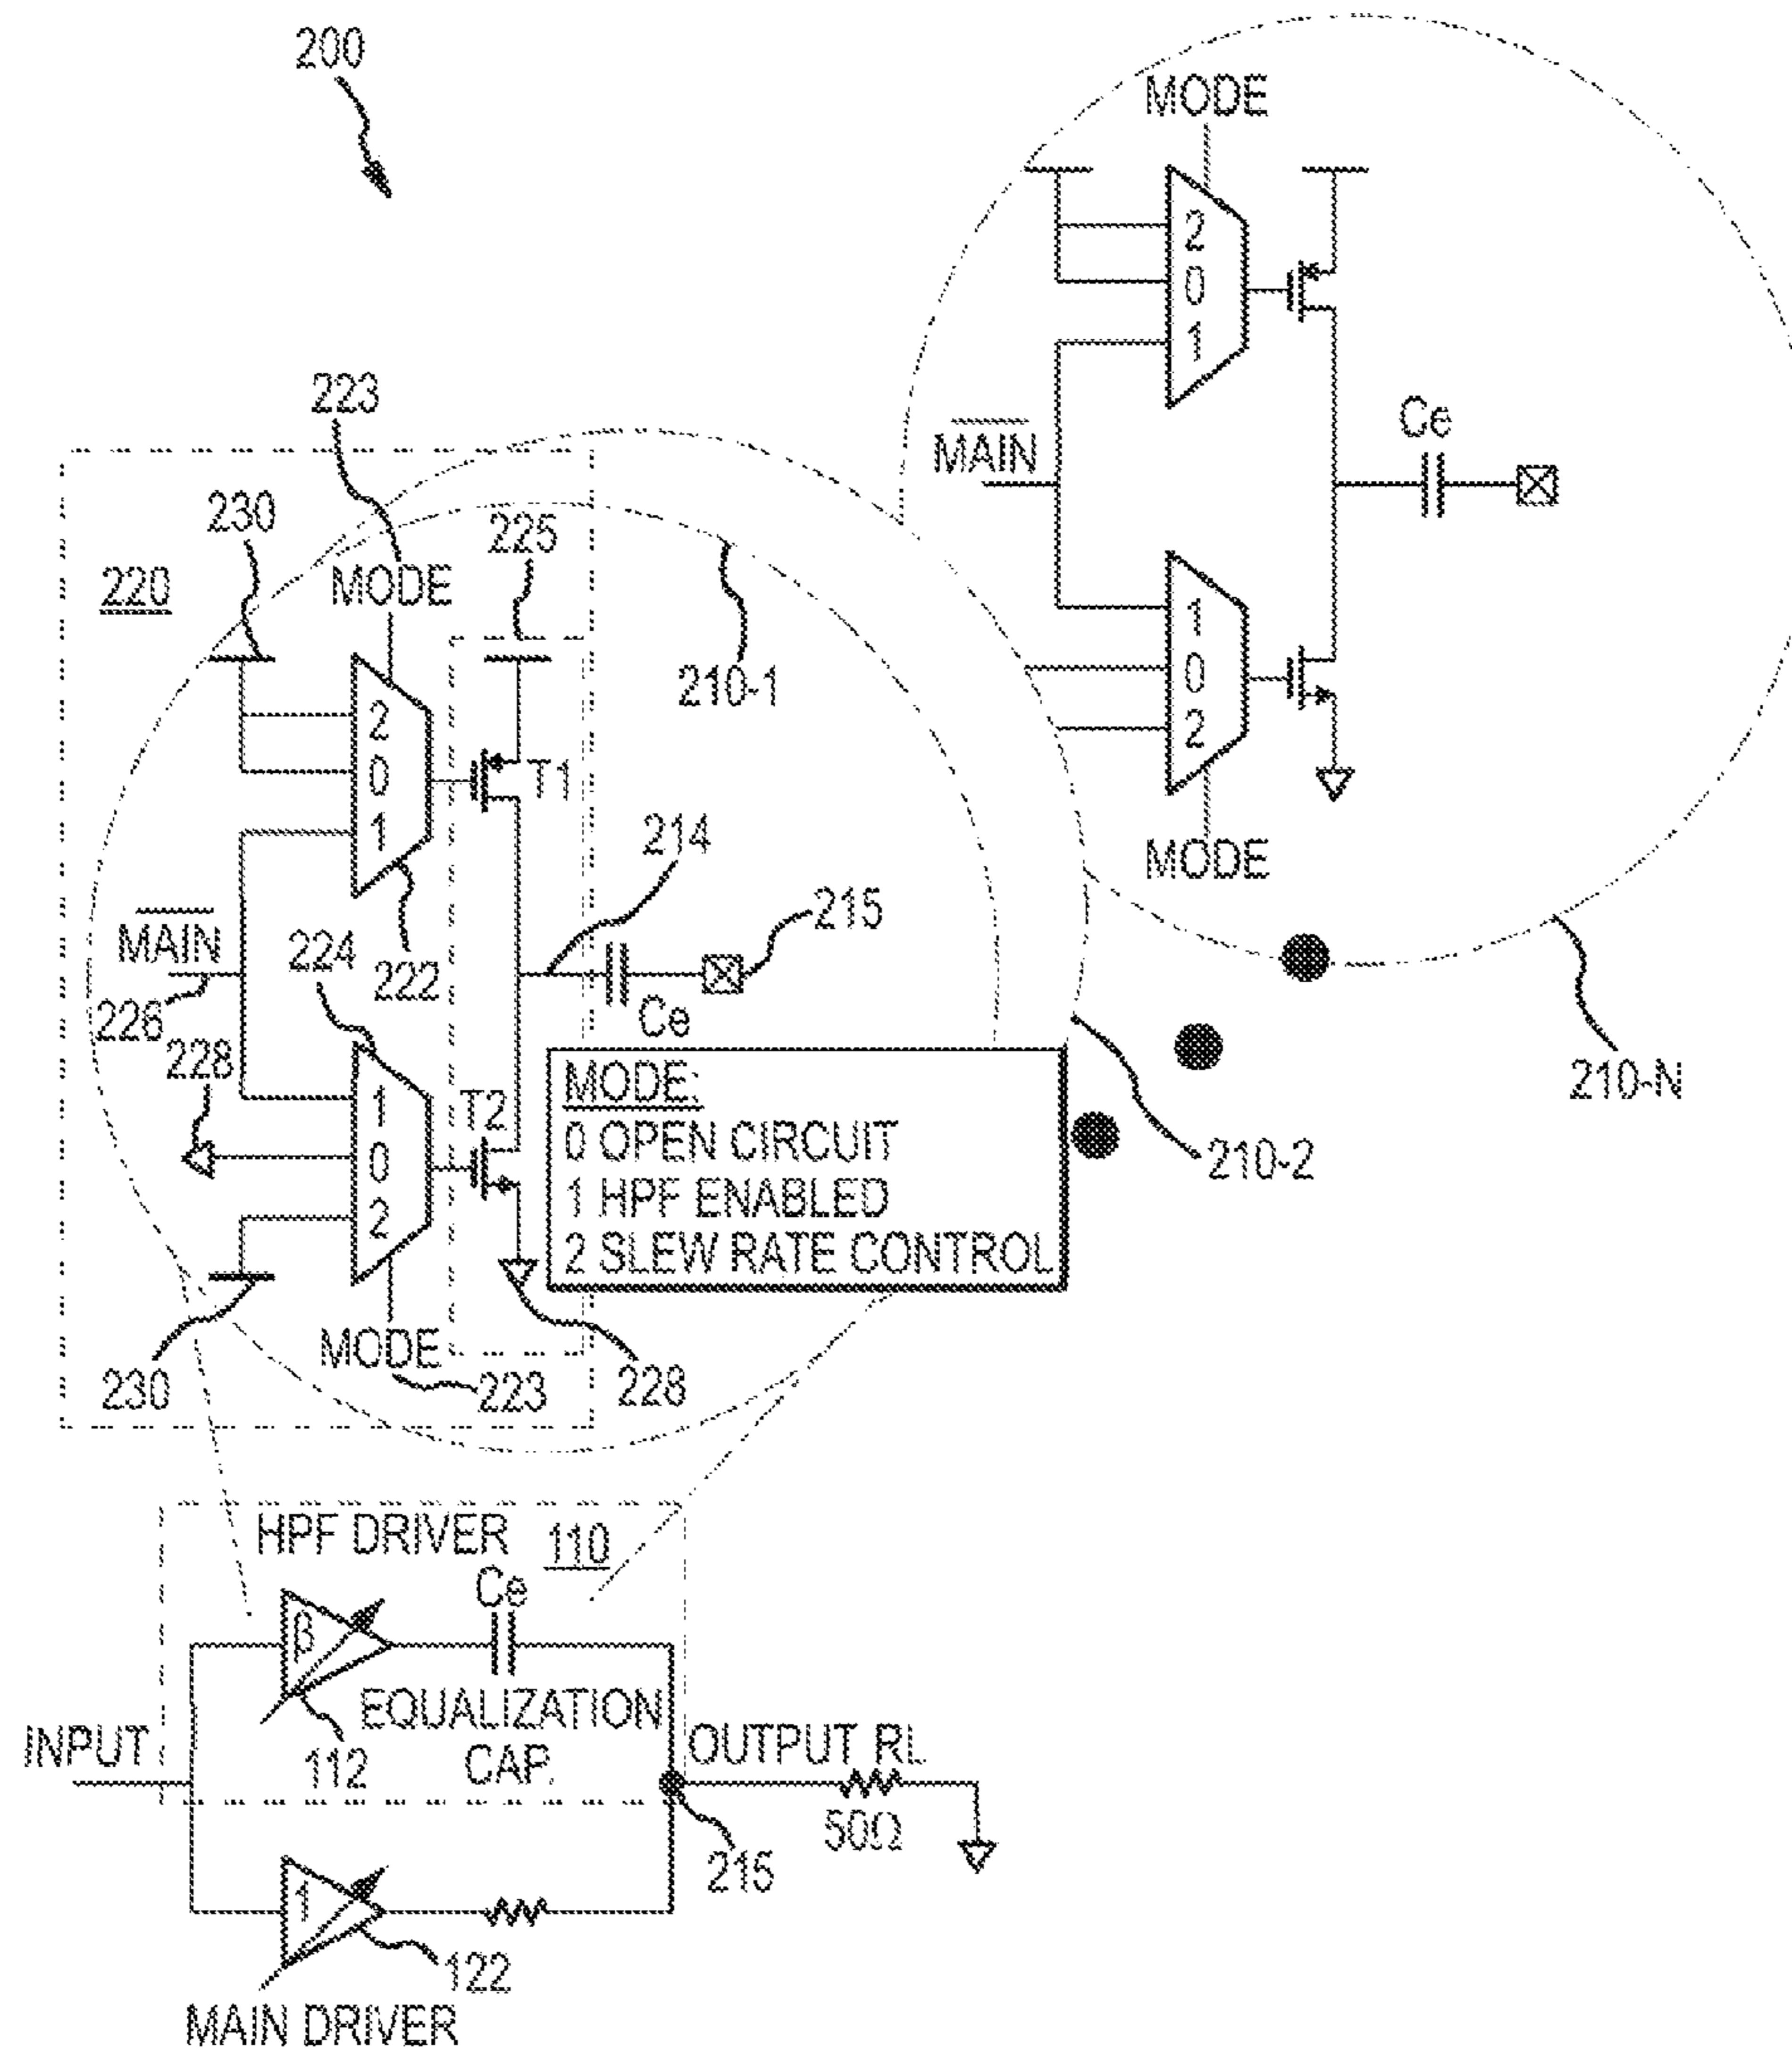 200
MODE
2
0
1
Ce
MAIN
1
0
2
MODE
210-N
223
230
225
220
MODE
210-1
2
0
1
T1
214
215
MAIN
224
222
226
Ce
228
1
0
2
T2
MODE:
0 OPEN CIRCUIT
1 HPF ENABLED
2 SLEW RATE CONTROL
210-2
MODE
230
223
228
HPF DRIVER
110
Ce
β
EQUALIZATION
CAP.
INPUT
112
OUTPUT RL
50Ω
215
1
122
MAIN DRIVER